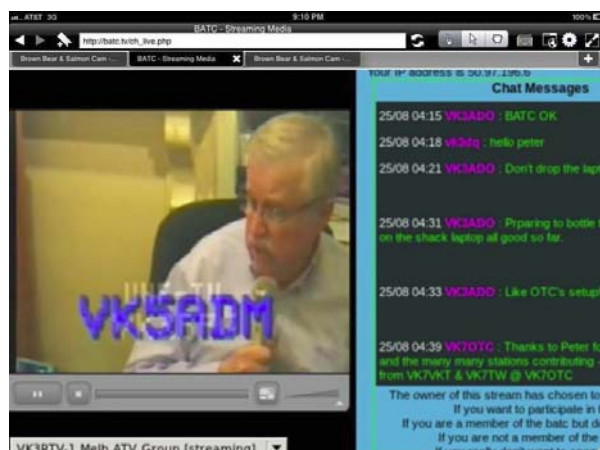 AT&T 3G 9:10 PM 100%
BATC - Streaming Media
http://batc.tv/ch_live.php
Brown Bear & Salmon Cam -...
BATC - Streaming Media
Brown Bear & Salmon Cam -...
Your IP address is 50.97.196.6
Chat Messages
25/08 04:15 VK3ADO : BATC OK
25/08 04:18 vk3dq : hello peter
25/08 04:21 VK3ADO : Don't drop the lap
25/08 04:31 VK3ADO : Prparing to bottle
on the shack laptop all good so far.
25/08 04:33 VK3ADO : Like OTC's setup!
25/08 04:39 VK7OTC : Thanks to Peter fo
and the many many stations contributing -
from VK7VKT & VK7TW @ VK7OTC
VK5ADM
The owner of this stream has chosen to
If you want to participate in
If you are a member of the batc but do
If you are not a member of the
VK3RTV-1 Melb ATV Group [streaming]